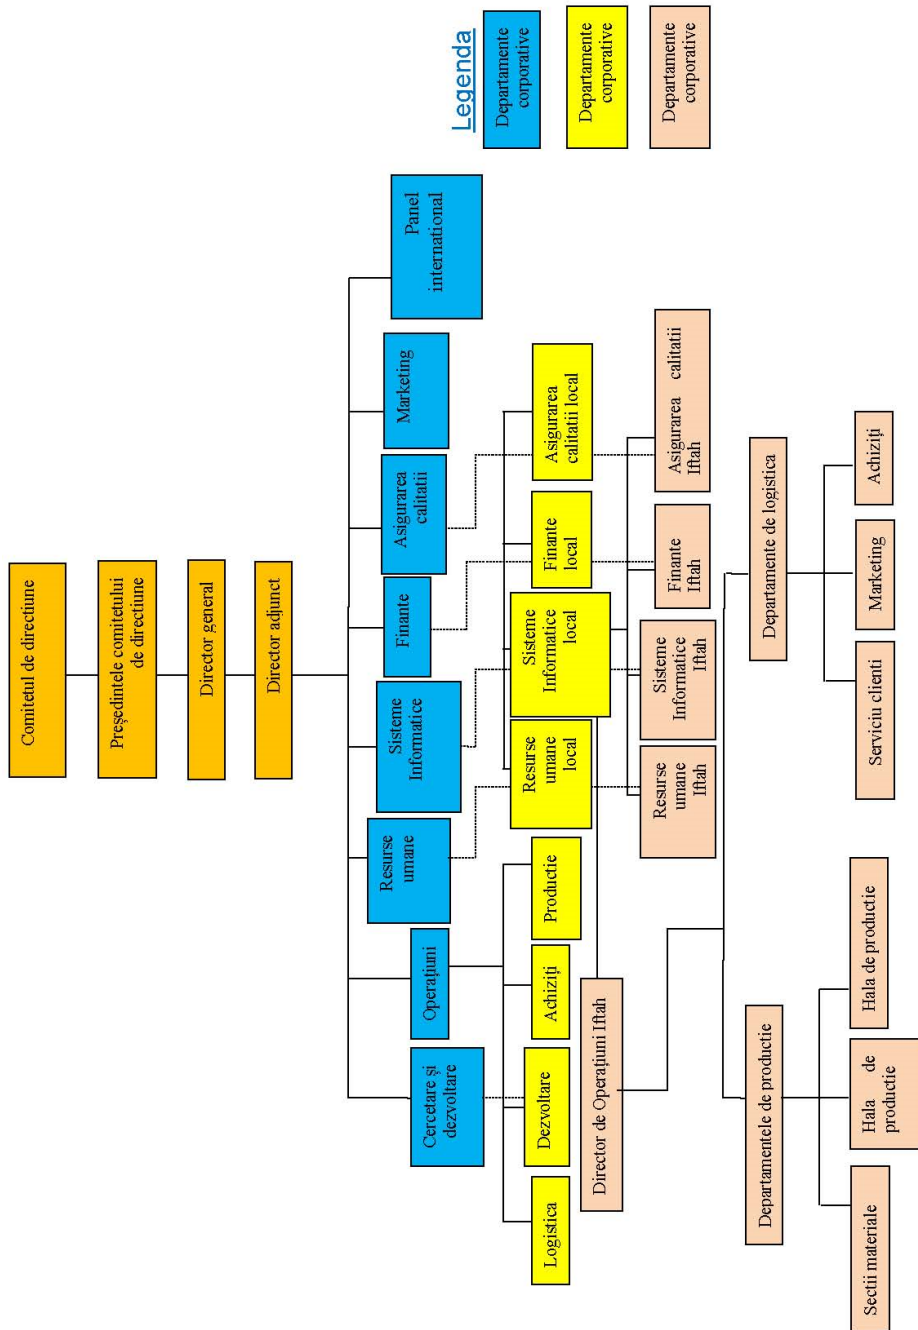 Comitetul de directiune
Președintele comitetului
de directiune
Director general
Director adjunct
Cercetare și
dezvoltare
Operațiuni
Resurse
umane
Sisteme
Informatice
Finante
Asigurarea
calitatii
Marketing
Panel
international
Legenda
Departamente
corporative
Departamente
corporative
Departamente
corporative
Logistica
Dezvoltare
Achiziți
Productie
Resurse
umane
local
Sisteme
Informatice
local
Finante
local
Asigurarea
calitatii local
Director de Operațiuni Iftah
Resurse
umane
Iftah
Sisteme
Informatice
Iftah
Finante
Iftah
Asigurarea calitatii
Iftah
Departamentele de productie
Departamente de logistica
Sectii materiale
Hala de
productie
Hala de productie
Serviciu clienti
Marketing
Achiziți